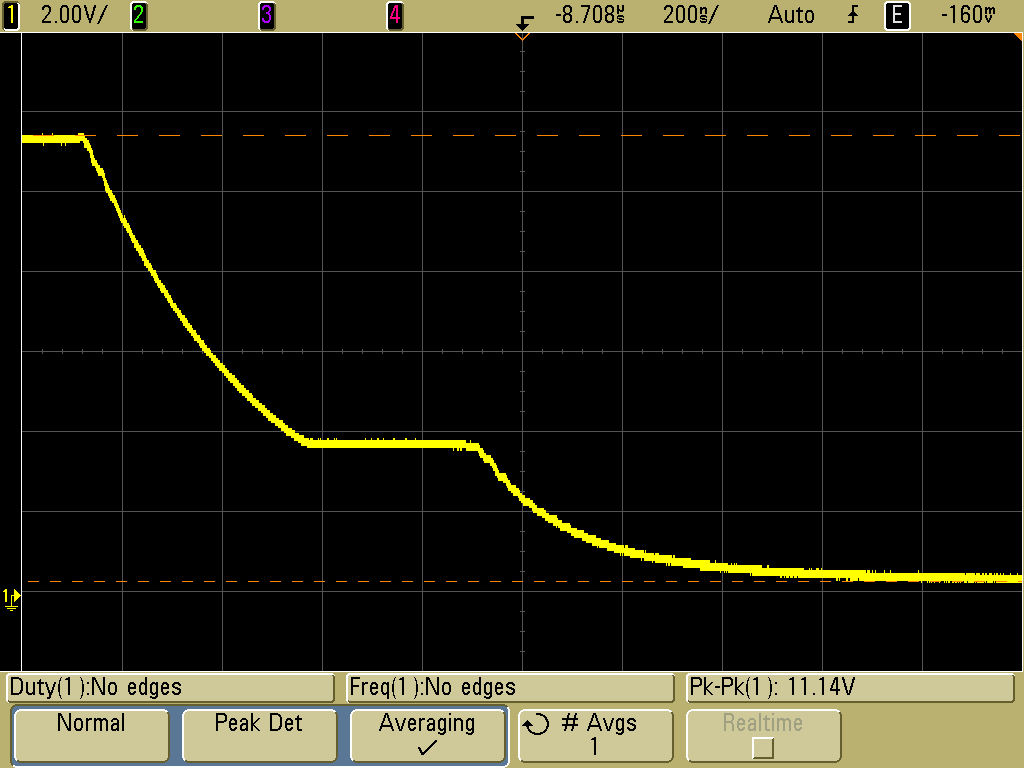 1 2.00V/ 2 3 4 -8.708µs 200ns/ Auto E -160mV
1
Duty(1):No edges Freq(1):No edges Pk-Pk(1): 11.14V
Normal Peak Det Averaging # Avgs Realtime
1